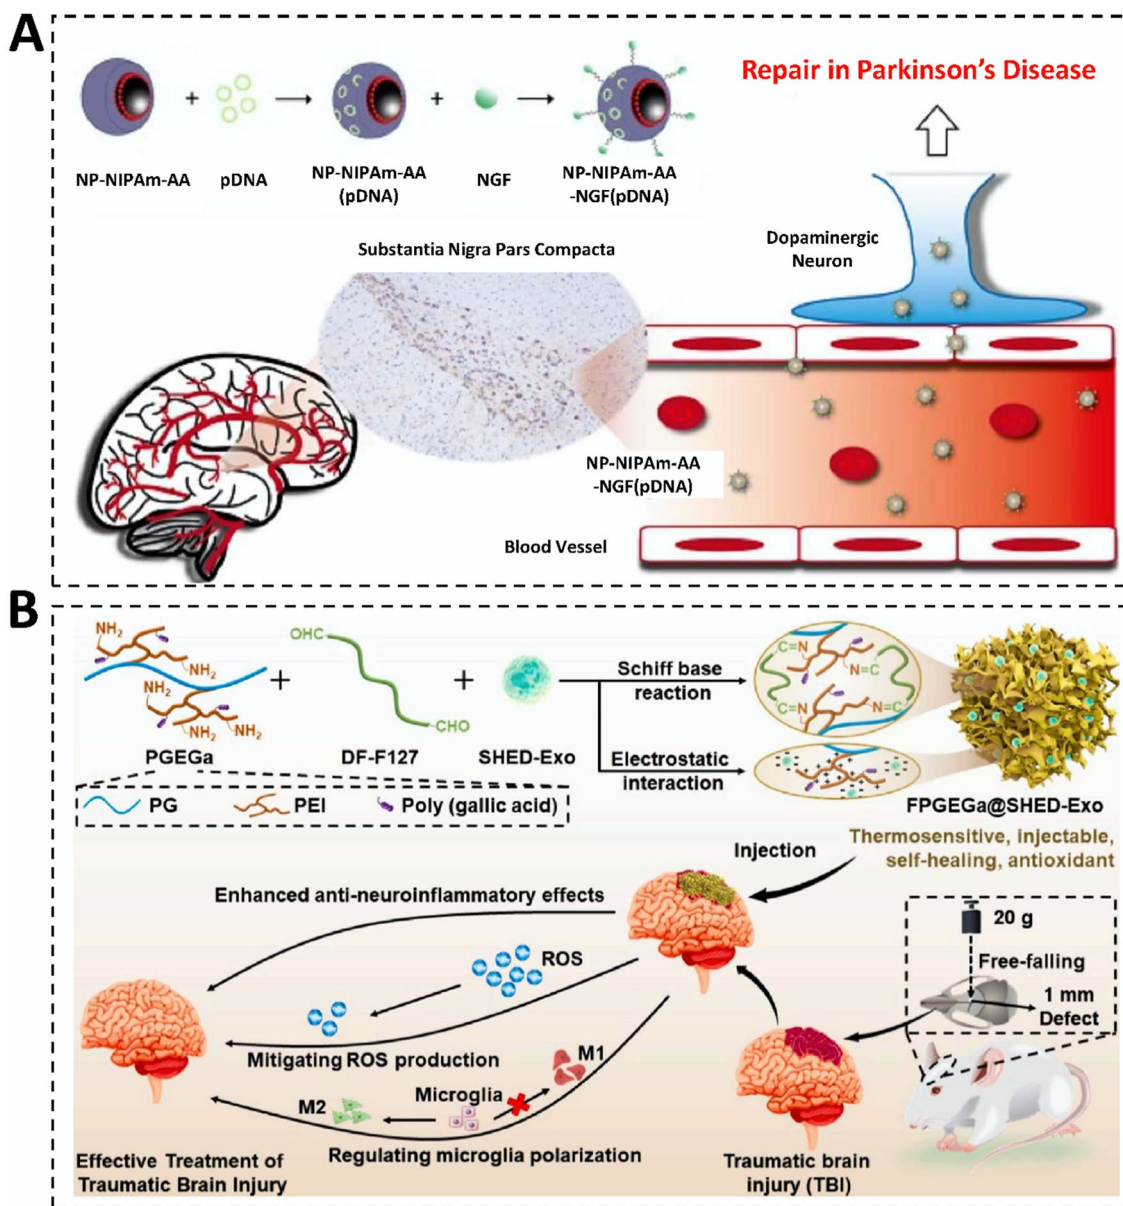 A
Repair in Parkinson's Disease
+
+
NP-NIPAm-AA
pDNA
NP-NIPAm-AA
(pDNA)
NGF
NP-NIPAm-AA
-NGF(pDNA)
Substantia Nigra Pars Compacta
Dopaminergic
Neuron
NP-NIPAm-AA
-NGF(pDNA)
Blood Vessel
B
NH₂
NH₂
NH₂
NH₂
NH₂
+
OHC
CHO
+
PGEGa
DF-F127
SHED-Exo
Schiff base
reaction
Electrostatic
interaction
C=N
N=C
C=N
N=C
FPGEGa@SHED-Exo
PG
PEI
Poly (gallic acid)
Thermosensitive, injectable,
self-healing, antioxidant
Injection
Enhanced anti-neuroinflammatory effects
ROS
Mitigating ROS production
M1
Microglia
M2
Regulating microglia polarization
20 g
Free-falling
1 mm
Defect
Effective Treatment of
Traumatic Brain Injury
Traumatic brain
injury (TBI)